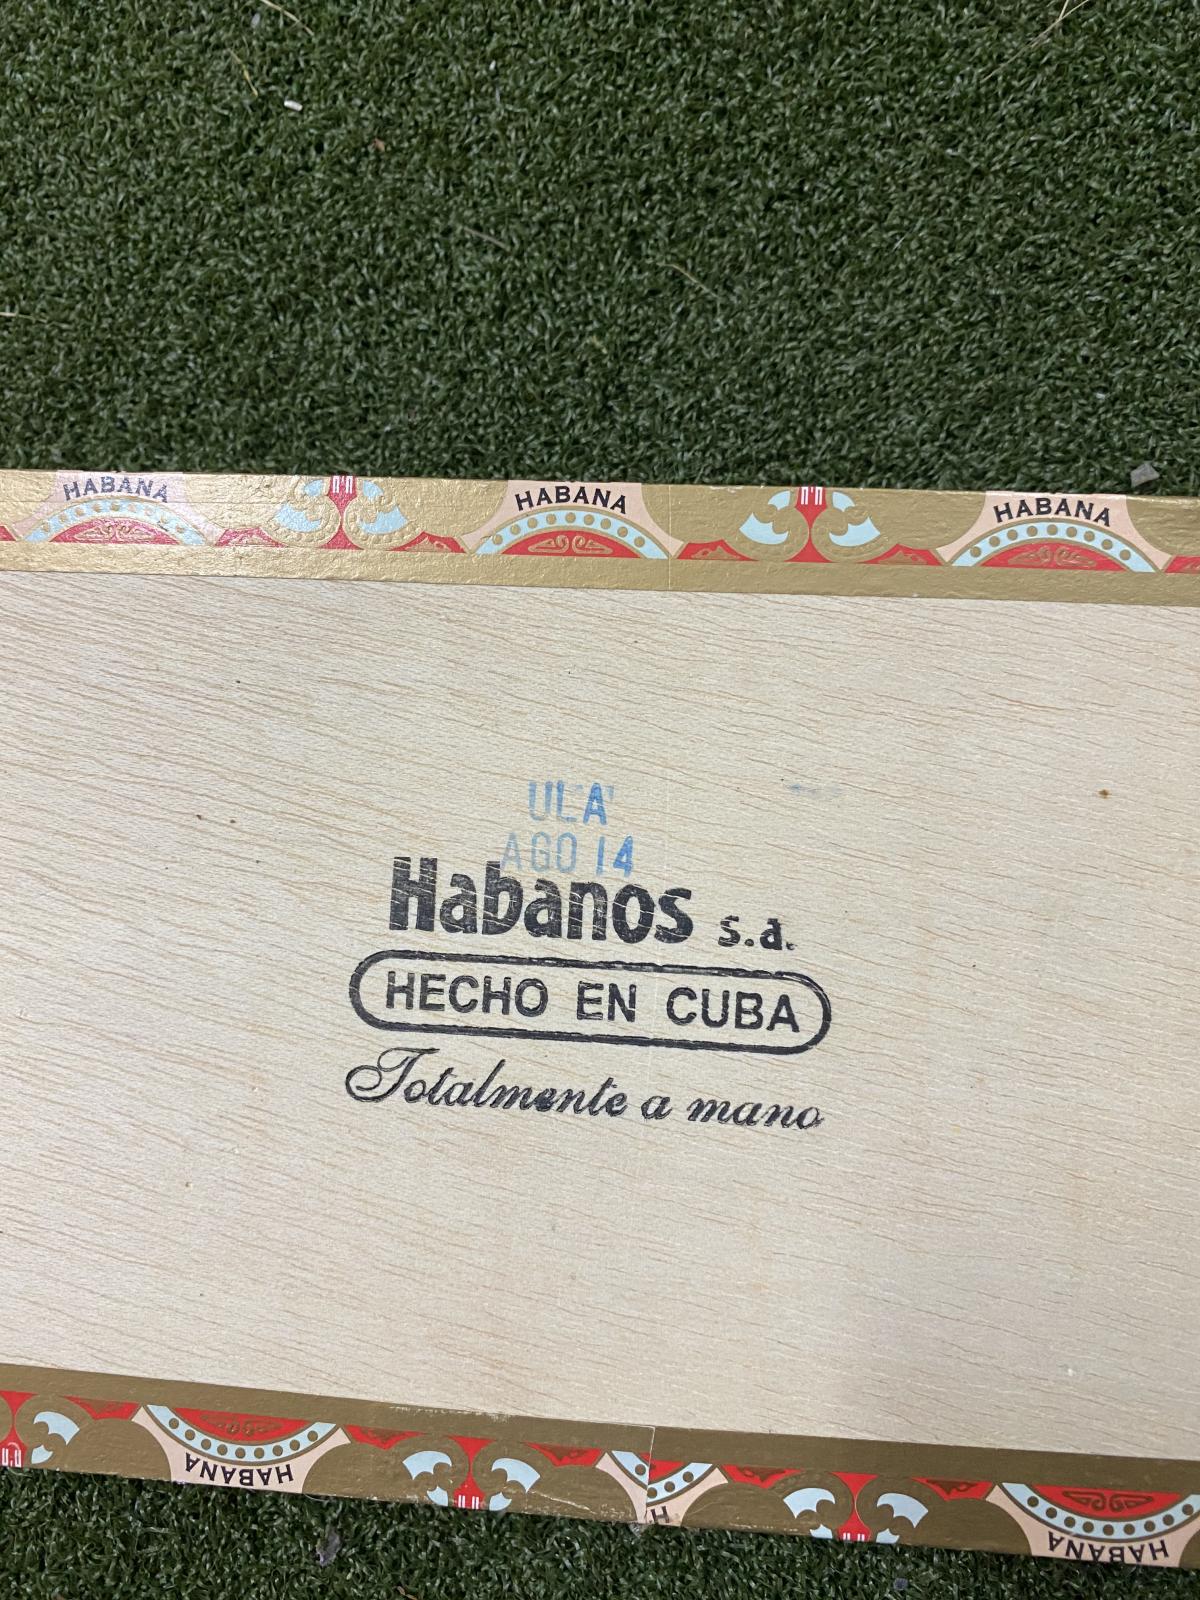 HABANA HABANA HABANA
ULA
AGO 14
Habanos s.a.
HECHO EN CUBA
Totalmente a mano
HABANA H HABANA